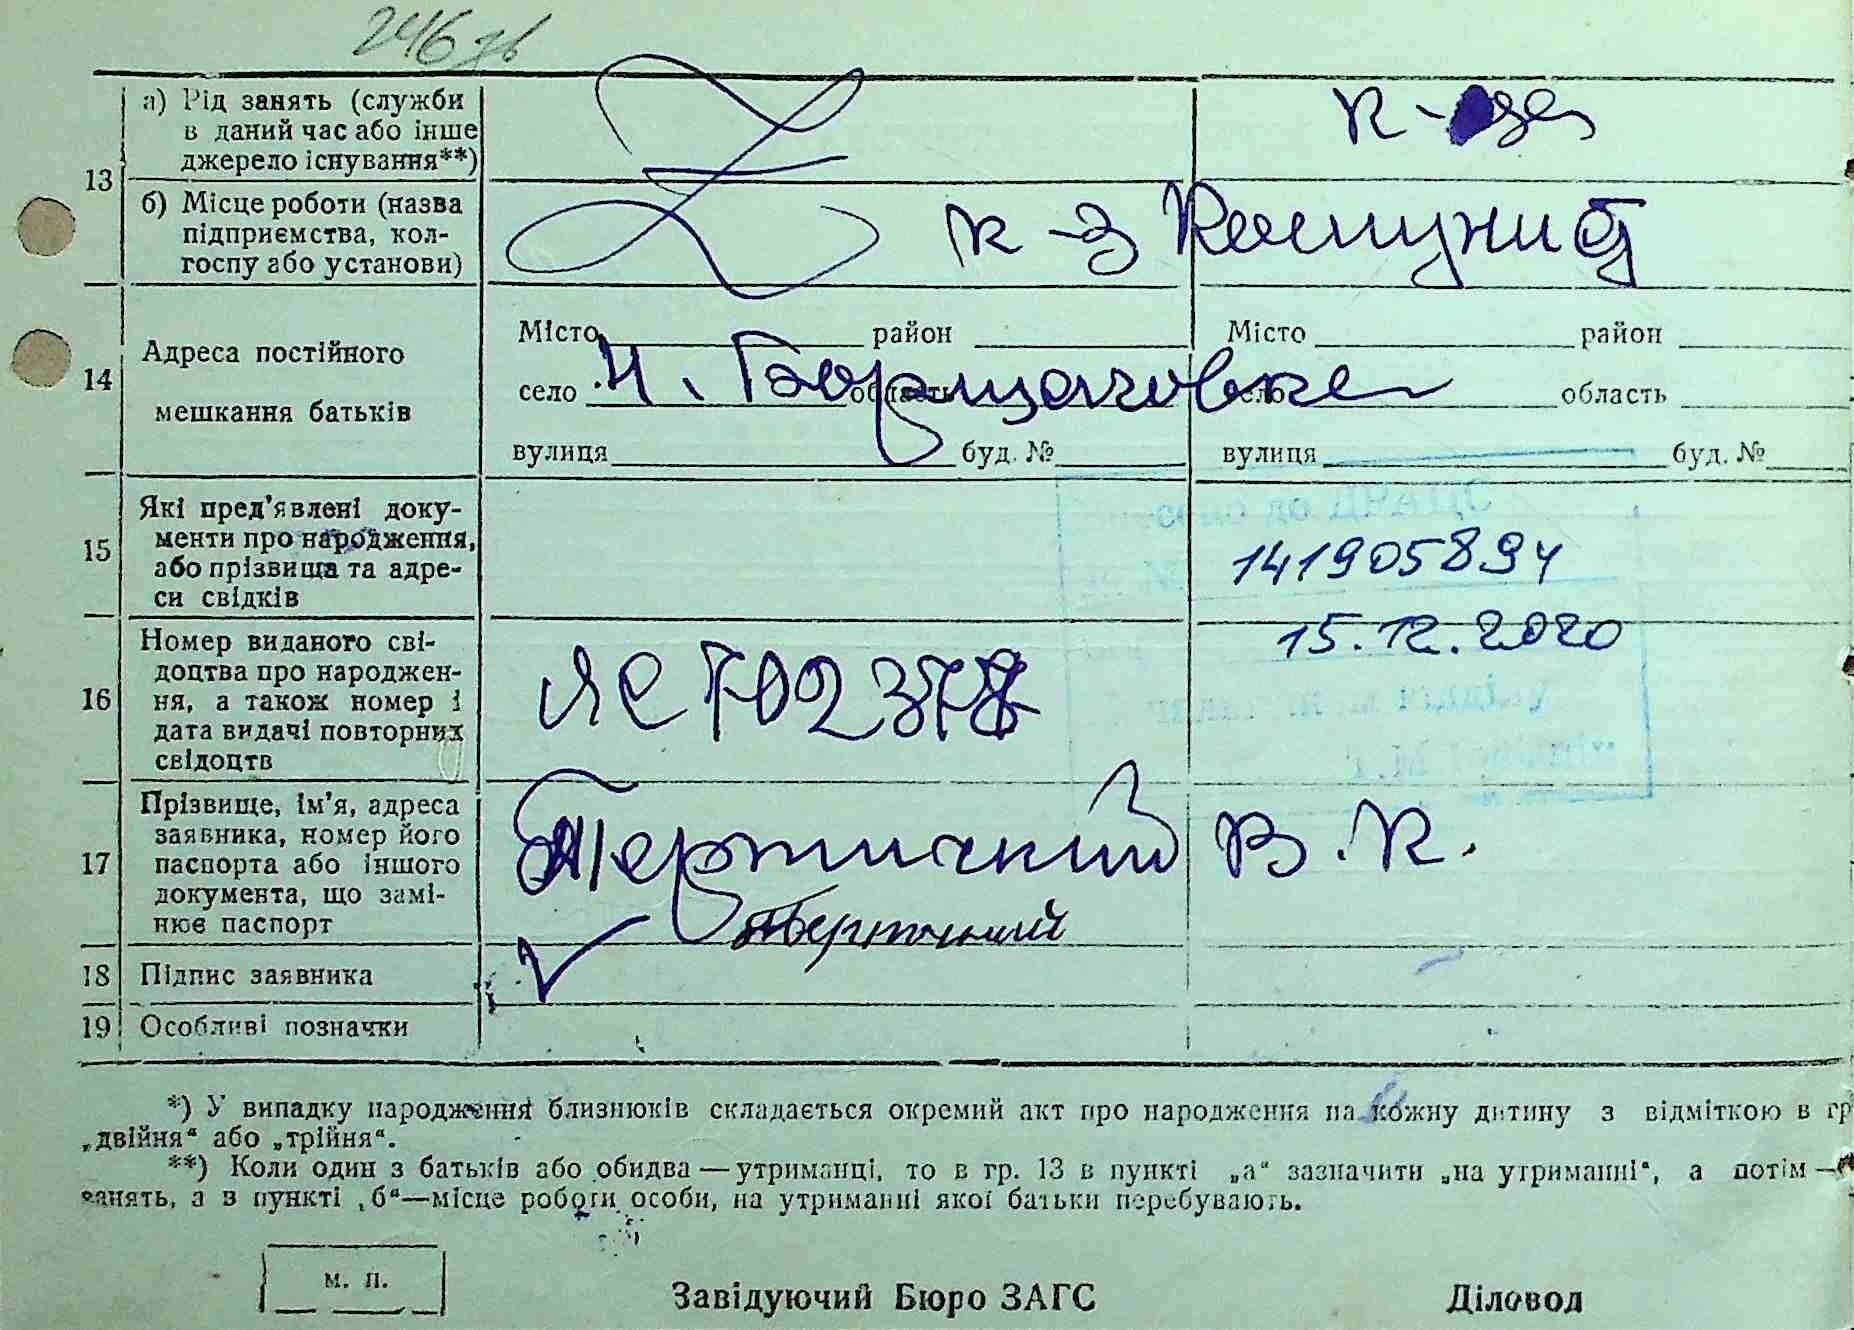 246 зв
13
а) Рід занять (служби
в даний час або інше
джерело існування**)
к-
б) Місце роботи (назва
підприємства, кол-
госпу або установи)
к-з Комунист
14
Адреса постійного
мешкання батьків
Місто район Місто район
село Н. Борщаговка область село область
вулиця буд. № вулиця буд. №
15
Які пред’явлені доку-
менти про народження,
або прізвища та адре-
си свідків
141905894
15.12.2020
16
Номер виданого сві-
доцтва про народжен-
ня, а також номер і
дата видачі повторних
свідоцтв
ЯС 702378
17
Прізвище, ім’я, адреса
заявника, номер його
паспорта або іншого
документа, що замі-
нює паспорт
Тертичний В. К.
18 Підпис заявника
19 Особливі позначки
*) У випадку народження близнюків складається окремий акт про народження на кожну дитину з відміткою в гр
„двійня“ або „трійня“.
**) Коли один з батьків або обидва — утриманці, то в гр. 13 в пункті „а“ зазначити „на утриманні“, а потім —
занять, а в пункті „б“—місце роботи особи, на утриманні якої батьки перебувають.
м. п.
Завідуючий Бюро ЗАГС Діловод